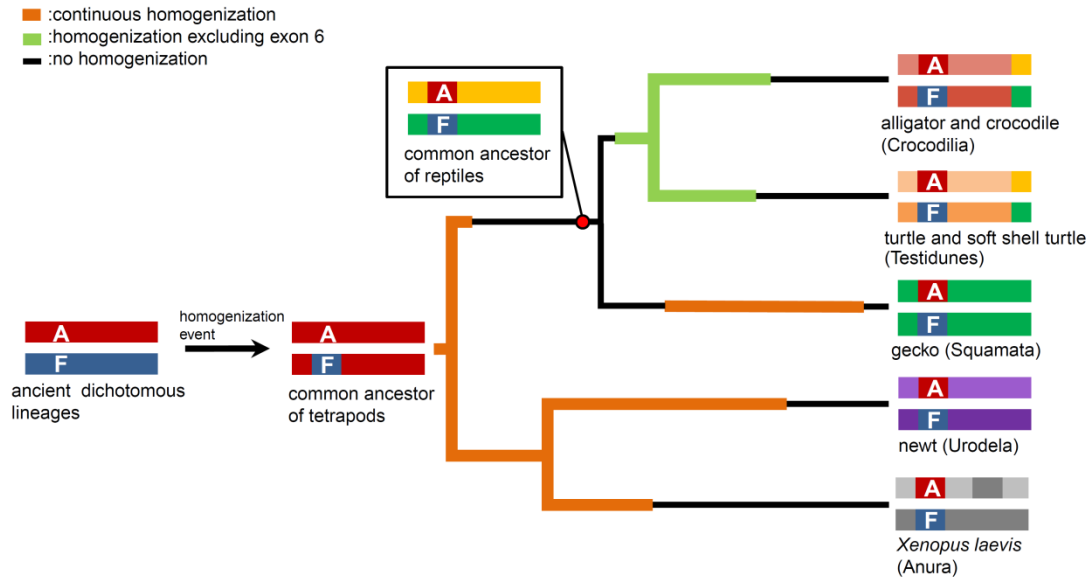 :continuous homogenization
:homogenization excluding exon 6
:no homogenization
A
F
common ancestor
of reptiles
A
F
alligator and crocodile
(Crocodilia)
A
F
turtle and soft shell turtle
(Testidunes)
A
F
gecko (Squamata)
A
F
ancient dichotomous
lineages
homogenization
event
A
F
common ancestor
of tetrapods
A
F
newt (Urodela)
A
F
Xenopus laevis
(Anura)